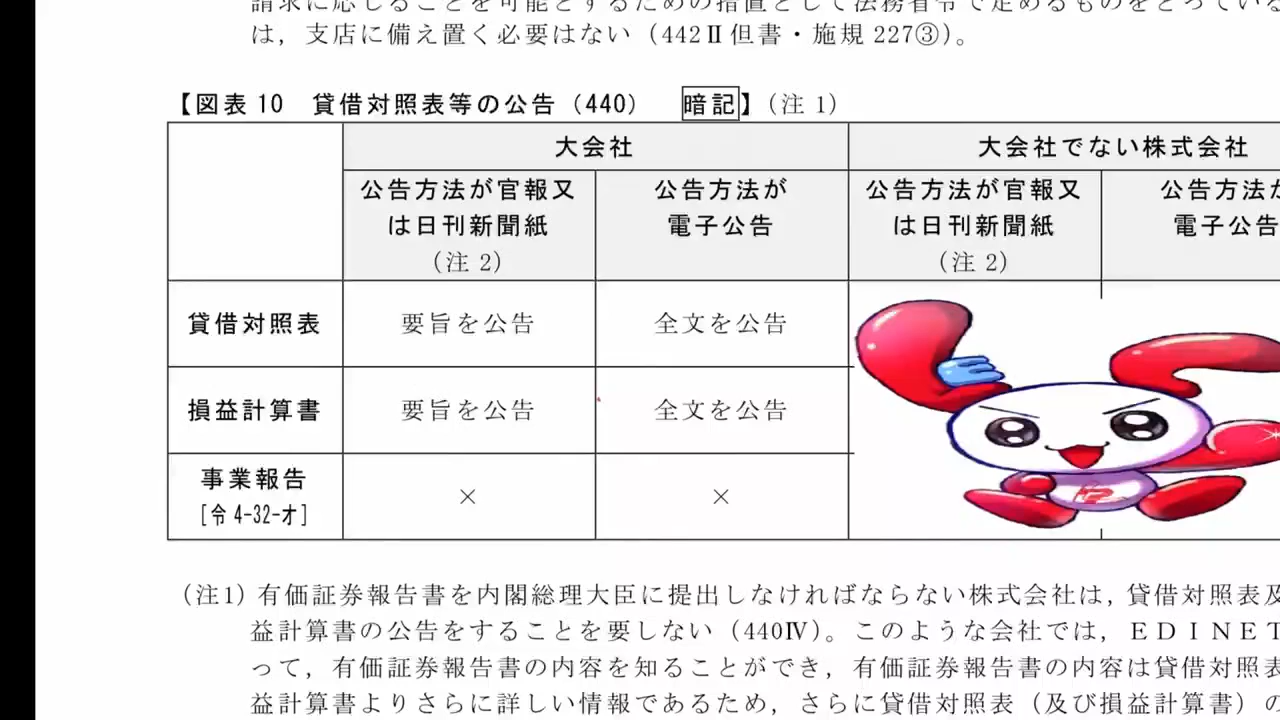 請求に応じることを可能とするための措置として法務省令で定めるものをとっている
は，支店に備え置く必要はない（442Ⅱ但書・施規 227③）。
【図表 10　貸借対照表等の公告（440）　暗記】（注 1）
大会社
大会社でない株式会社
公告方法が官報又
は日刊新聞紙
（注 2）
公告方法が
電子公告
公告方法が官報又
は日刊新聞紙
（注 2）
公告方法が
電子公告
貸借対照表
要旨を公告
全文を公告
損益計算書
要旨を公告
全文を公告
事業報告
［令 4-32-オ］
×
×
（注1）有価証券報告書を内閣総理大臣に提出しなければならない株式会社は，貸借対照表及
益計算書の公告をすることを要しない（440Ⅳ）。このような会社では，ＥＤＩＮＥＴ
って，有価証券報告書の内容を知ることができ，有価証券報告書の内容は貸借対照表
益計算書よりさらに詳しい情報であるため，さらに貸借対照表（及び損益計算書）の